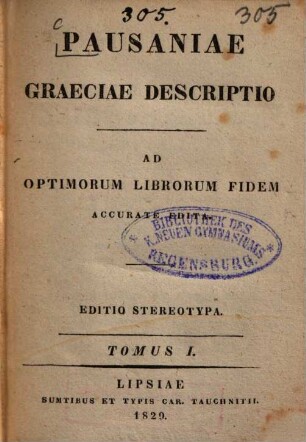 305.
305
PAUSANIAE
GRAECIAE DESCRIPTIO
AD
OPTIMORUM LIBRORUM FIDEM
ACCURATE EDITA.
BIBLIOTHEK DES
K. NEUEN GYMNASIUMS
REGENSBURG.
EDITIO STEREOTYPA.
TOMUS I.
LIPSIAE
SUMTIBUS ET TYPIS CAR. TAUCHNITII.
1829.